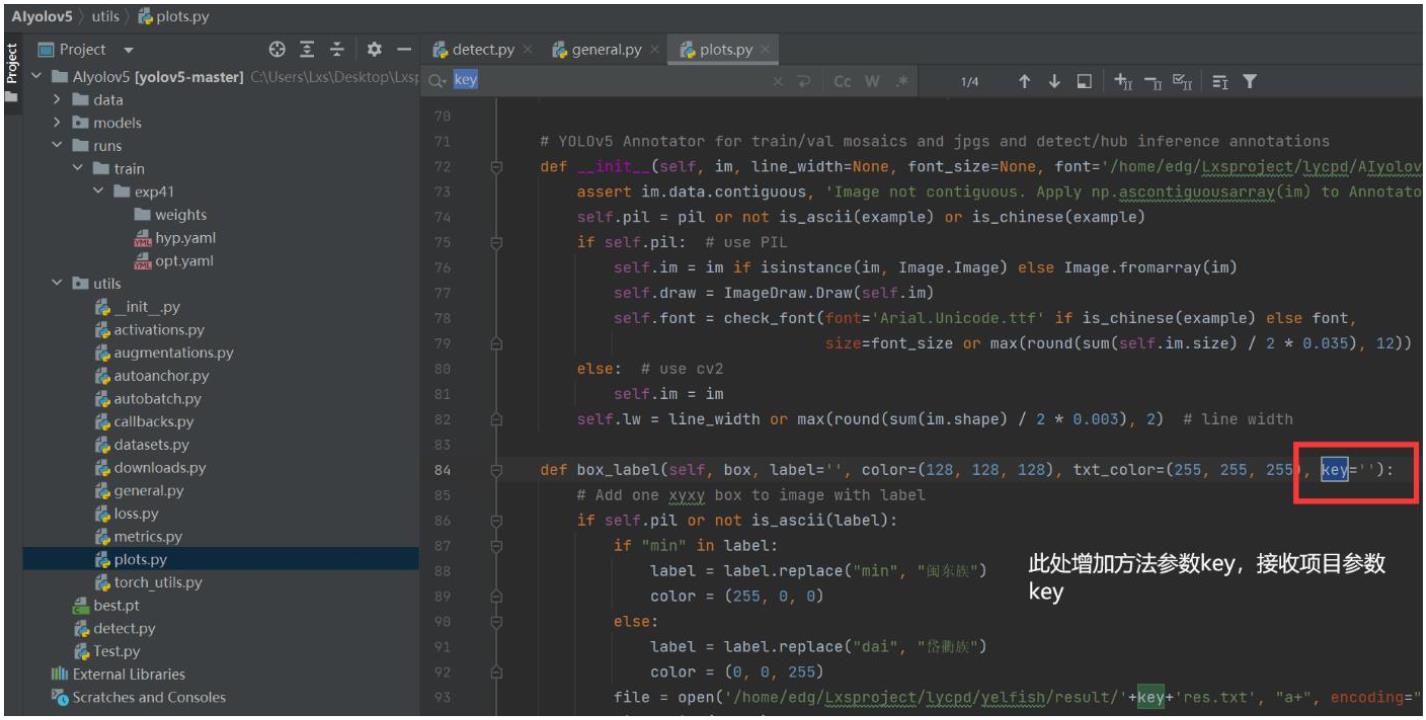 AIyolov5 〉 utils 〉 plots.py
Project
Project
AIyolov5 [yolov5-master] C:\Users\Lxs\Desktop\Lxsp
data
models
runs
train
exp41
weights
hyp.yaml
opt.yaml
utils
__init__.py
activations.py
augmentations.py
autoanchor.py
autobatch.py
callbacks.py
datasets.py
downloads.py
general.py
loss.py
metrics.py
plots.py
torch_utils.py
best.pt
detect.py
Test.py
External Libraries
Scratches and Consoles
detect.py × general.py × plots.py ×
key × Cc W .* 1/4
70
71 # YOLOv5 Annotator for train/val mosaics and jpgs and detect/hub inference annotations
72 def __init__(self, im, line_width=None, font_size=None, font='/home/edg/Lxsproject/lycpd/AIyolov
73 assert im.data.contiguous, 'Image not contiguous. Apply np.ascontiguousarray(im) to Annotato
74 self.pil = pil or not is_ascii(example) or is_chinese(example)
75 if self.pil:  # use PIL
76 self.im = im if isinstance(im, Image.Image) else Image.fromarray(im)
77 self.draw = ImageDraw.Draw(self.im)
78 self.font = check_font(font='Arial.Unicode.ttf' if is_chinese(example) else font,
79 size=font_size or max(round(sum(self.im.size) / 2 * 0.035), 12))
80 else:  # use cv2
81 self.im = im
82 self.lw = line_width or max(round(sum(im.shape) / 2 * 0.003), 2)  # line width
83
84 def box_label(self, box, label='', color=(128, 128, 128), txt_color=(255, 255, 255), key=''):
85 # Add one xyxy box to image with label
86 if self.pil or not is_ascii(label):
87 if "min" in label:
88 label = label.replace("min", "闽东族")
89 color = (255, 0, 0)
90 else:
91 label = label.replace("dai", "岱衢族")
92 color = (0, 0, 255)
93 file = open('/home/edg/Lxsproject/lycpd/yelfish/result/'+key+'res.txt', "a+", encoding="
此处增加方法参数key，接收项目参数
key